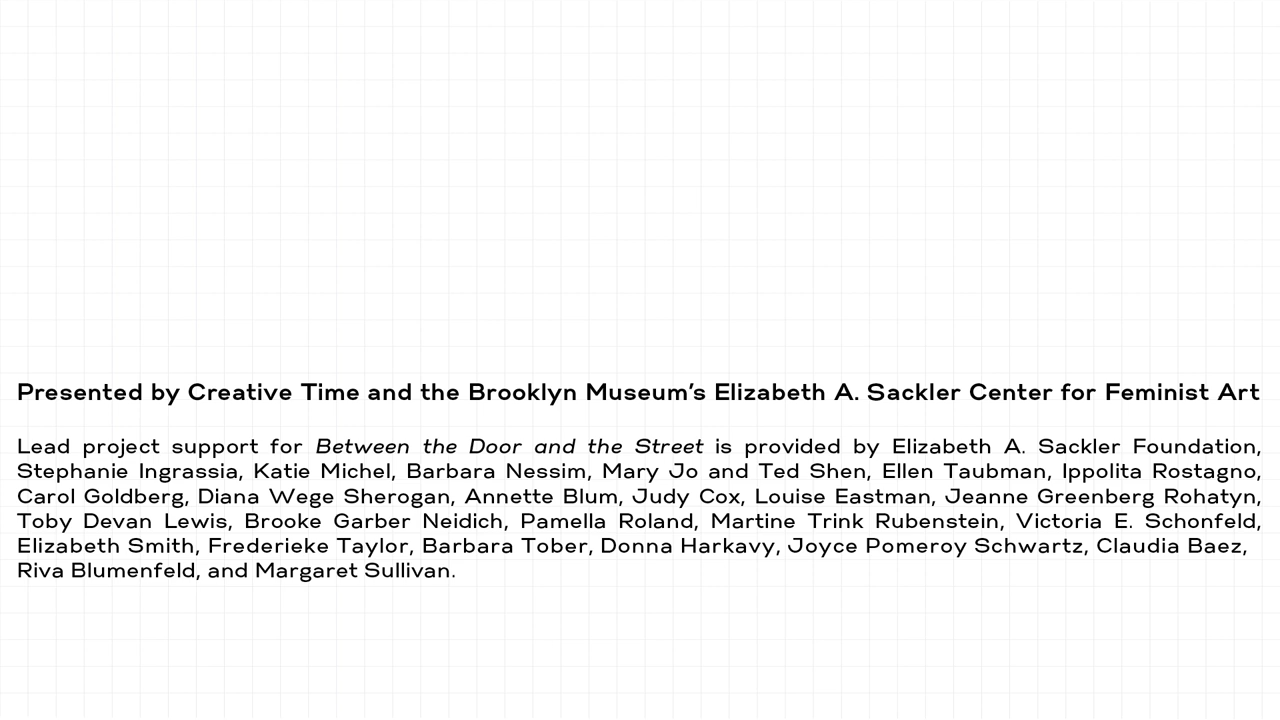 Presented by Creative Time and the Brooklyn Museum’s Elizabeth A. Sackler Center for Feminist Art
Lead project support for Between the Door and the Street is provided by Elizabeth A. Sackler Foundation,
Stephanie Ingrassia, Katie Michel, Barbara Nessim, Mary Jo and Ted Shen, Ellen Taubman, Ippolita Rostagno,
Carol Goldberg, Diana Wege Sherogan, Annette Blum, Judy Cox, Louise Eastman, Jeanne Greenberg Rohatyn,
Toby Devan Lewis, Brooke Garber Neidich, Pamella Roland, Martine Trink Rubenstein, Victoria E. Schonfeld,
Elizabeth Smith, Frederieke Taylor, Barbara Tober, Donna Harkavy, Joyce Pomeroy Schwartz, Claudia Baez,
Riva Blumenfeld, and Margaret Sullivan.